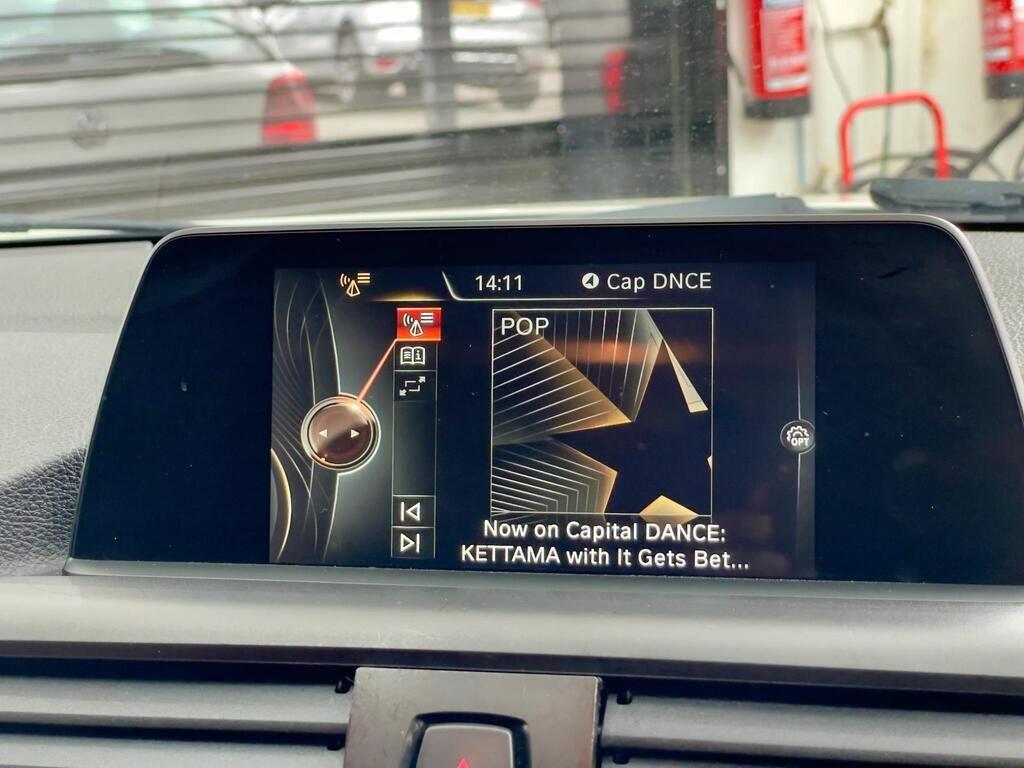 14:11 Cap DNCE
POP
OPT
Now on Capital DANCE:
KETTAMA with It Gets Bet...